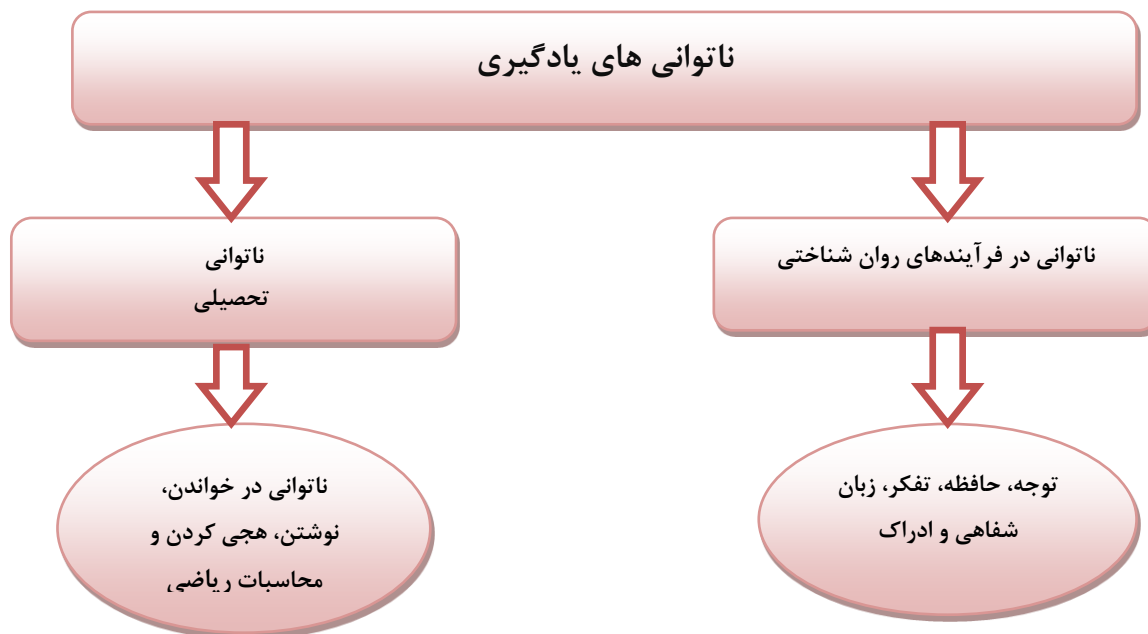 ناتوانی های یادگیری
ناتوانی در فرآیندهای روان شناختی
ناتوانی
تحصیلی
توجه، حافظه، تفکر، زبان
شفاهی و ادراک
ناتوانی در خواندن،
نوشتن، هجی کردن و
محاسبات ریاضی